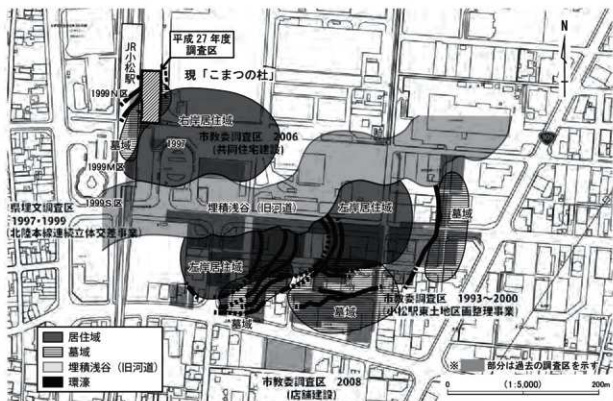 平成27年度
調査区
JR小松駅
現「こまつの杜」
1999N区
右岸居住域
市教委調査区 2006
(共同住宅建設)
墓域
1997
1999M区
1999S区
県埋文調査区
1997・1999
(北陸本線連続立体交差事業)
埋積浅谷(旧河道)
左岸居住域
墓域
左岸居住域
市教委調査区 1993~2000
(小松駅東土地区画整理事業)
墓域
墓域
N
居住域
墓域
埋積浅谷(旧河道)
環濠
市教委調査区 2008
(店舗建設)
※ 部分は過去の調査区を示す
0 (1:5,000) 200m